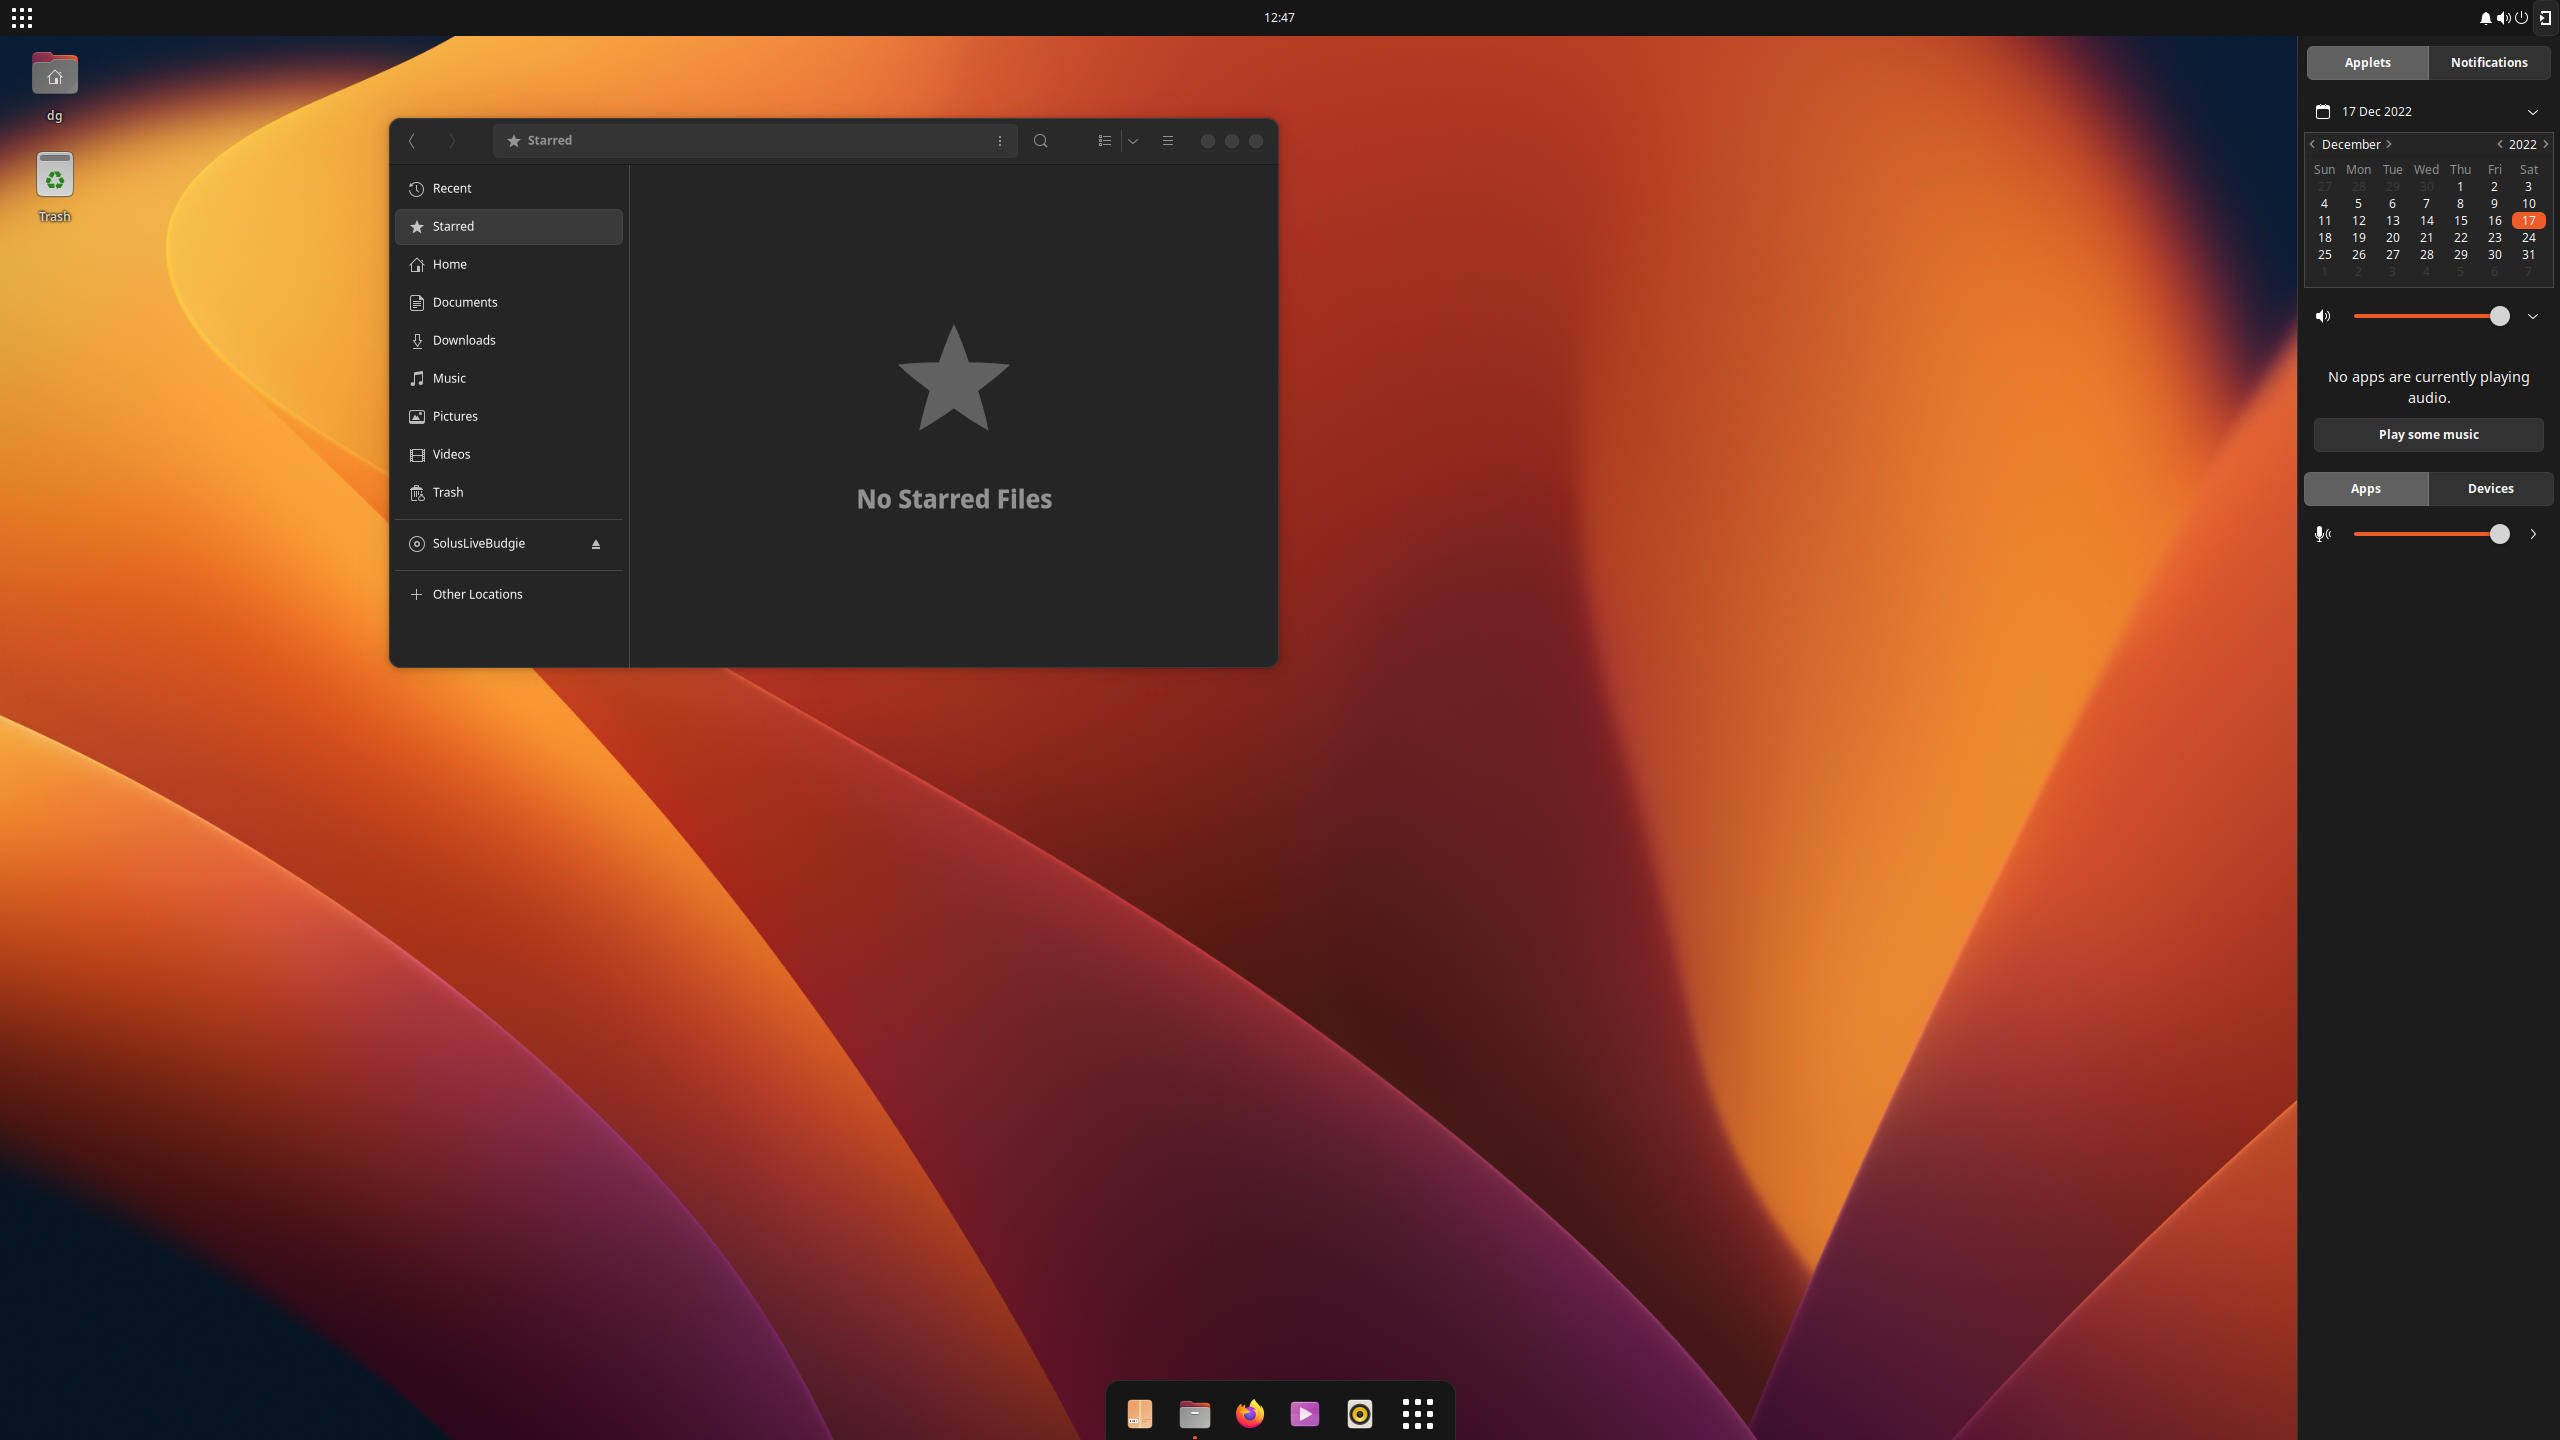 12:47
dg
Trash
Starred
Recent
Starred
Home
Documents
Downloads
Music
Pictures
Videos
Trash
SolusLiveBudgie
Other Locations
No Starred Files
Applets Notifications
17 Dec 2022
December 2022
Sun Mon Tue Wed Thu Fri Sat
27 28 29 30 1 2 3
4 5 6 7 8 9 10
11 12 13 14 15 16 17
18 19 20 21 22 23 24
25 26 27 28 29 30 31
1 2 3 4 5 6 7
No apps are currently playing
audio.
Play some music
Apps Devices